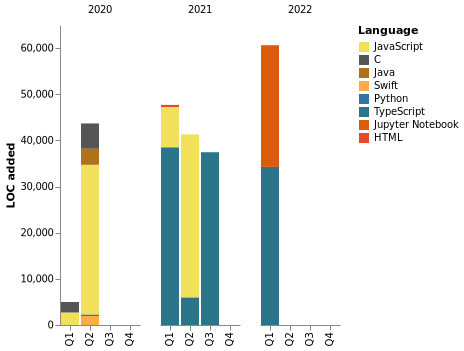 2020 2021 2022
Language
JavaScript
C
Java
Swift
Python
TypeScript
Jupyter Notebook
HTML
LOC added
60,000
50,000
40,000
30,000
20,000
10,000
0
Q1 Q2 Q3 Q4 Q1 Q2 Q3 Q4 Q1 Q2 Q3 Q4